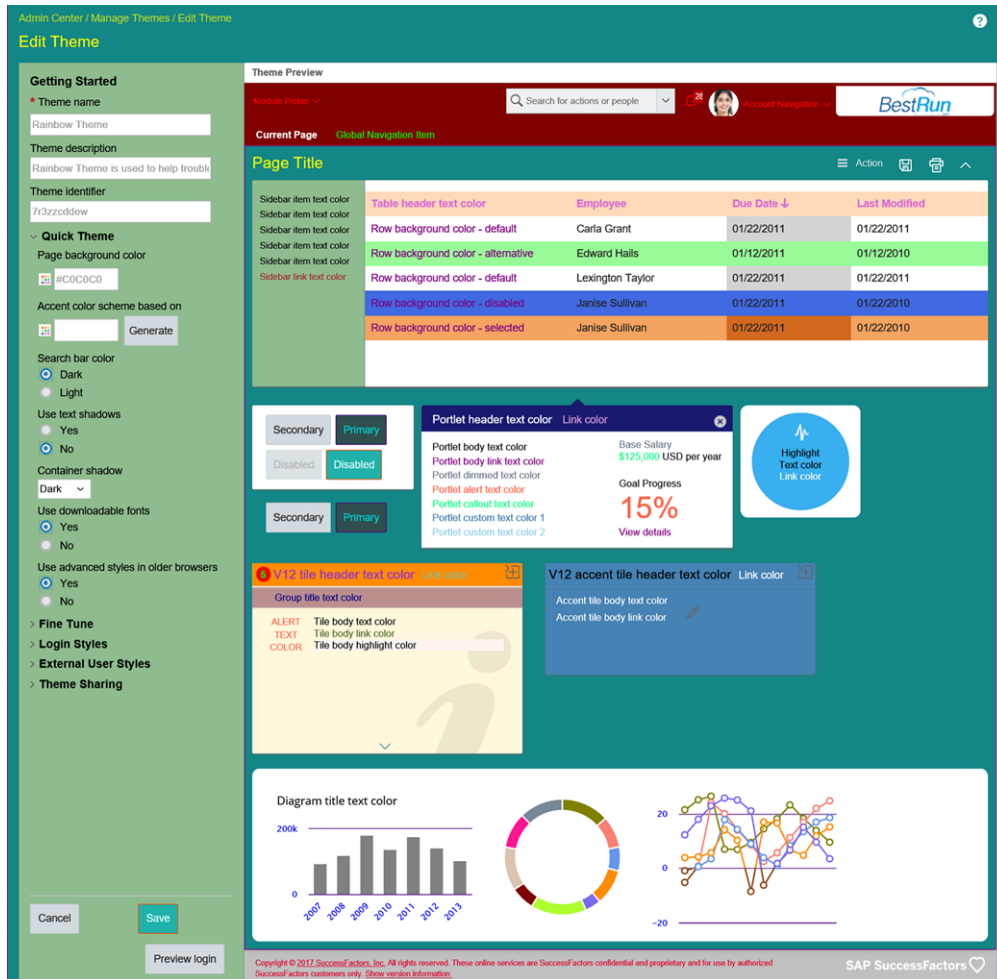 Admin Center / Manage Themes / Edit Theme
?
Edit Theme
Getting Started
* Theme name
Rainbow Theme
Theme description
Rainbow Theme is used to help troubl
Theme identifier
7r3zzcddew
Quick Theme
Page background color
#C0C0C0
Accent color scheme based on
Generate
Search bar color
Dark
Light
Use text shadows
Yes
No
Container shadow
Dark
Use downloadable fonts
Yes
No
Use advanced styles in older browsers
Yes
No
Fine Tune
Login Styles
External User Styles
Theme Sharing
Cancel Save
Preview login
Theme Preview
Module Picker Search for actions or people 28 Account Navigation BestRun
Current Page Global Navigation Item
Page Title Action
Sidebar item text color
Sidebar item text color
Sidebar item text color
Sidebar item text color
Sidebar item text color
Sidebar link text color
Table header text color Employee Due Date Last Modified
Row background color - default Carla Grant 01/22/2011 01/22/2011
Row background color - alternative Edward Hails 01/12/2011 01/12/2010
Row background color - default Lexington Taylor 01/22/2011 01/22/2011
Row background color - disabled Janise Sullivan 01/22/2011 01/22/2010
Row background color - selected Janise Sullivan 01/22/2011 01/22/2010
Secondary Primary
Disabled Disabled
Secondary Primary
Portlet header text color Link color
Portlet body text color
Portlet body link text color
Portlet dimmed text color
Portlet alert text color
Portlet callout text color
Portlet custom text color 1
Portlet custom text color 2
Base Salary
$125,000 USD per year
Goal Progress
15%
View details
Highlight
Text color
Link color
5 V12 tile header text color Link color
Group title text color
ALERT Tile body text color
TEXT Tile body link color
COLOR Tile body highlight color
V12 accent tile header text color Link color
Accent tile body text color
Accent tile body link color
Diagram title text color
200k
0
2007 2008 2009 2010 2011 2012 2013
20
0
-20
Copyright © 2017 SuccessFactors, Inc. All rights reserved. These online services are SuccessFactors confidential and proprietary and for use by authorized
SuccessFactors customers only. Show version information.
SAP SuccessFactors